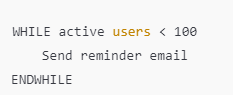 WHILE active users < 100
    Send reminder email
ENDWHILE